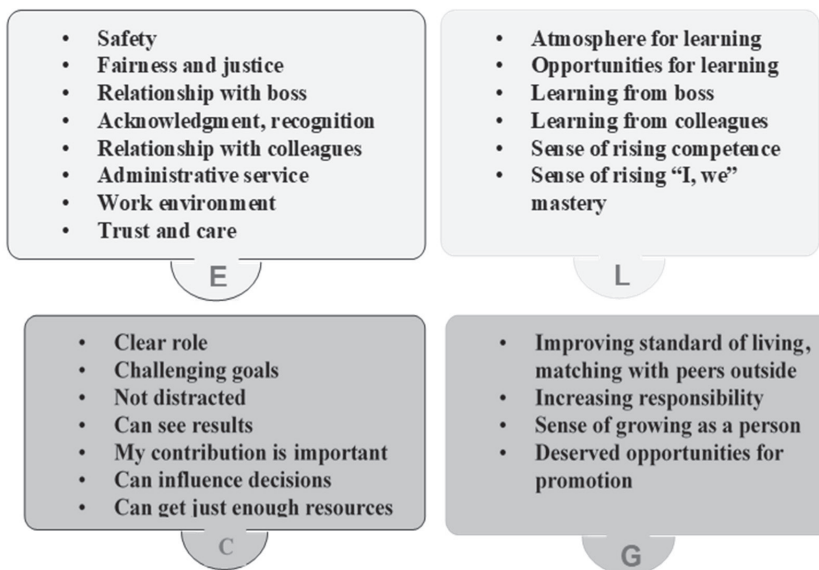 • Safety
• Fairness and justice
• Relationship with boss
• Acknowledgment, recognition
• Relationship with colleagues
• Administrative service
• Work environment
• Trust and care
E
• Atmosphere for learning
• Opportunities for learning
• Learning from boss
• Learning from colleagues
• Sense of rising competence
• Sense of rising “I, we”
mastery
L
• Clear role
• Challenging goals
• Not distracted
• Can see results
• My contribution is important
• Can influence decisions
• Can get just enough resources
C
• Improving standard of living,
matching with peers outside
• Increasing responsibility
• Sense of growing as a person
• Deserved opportunities for
promotion
G